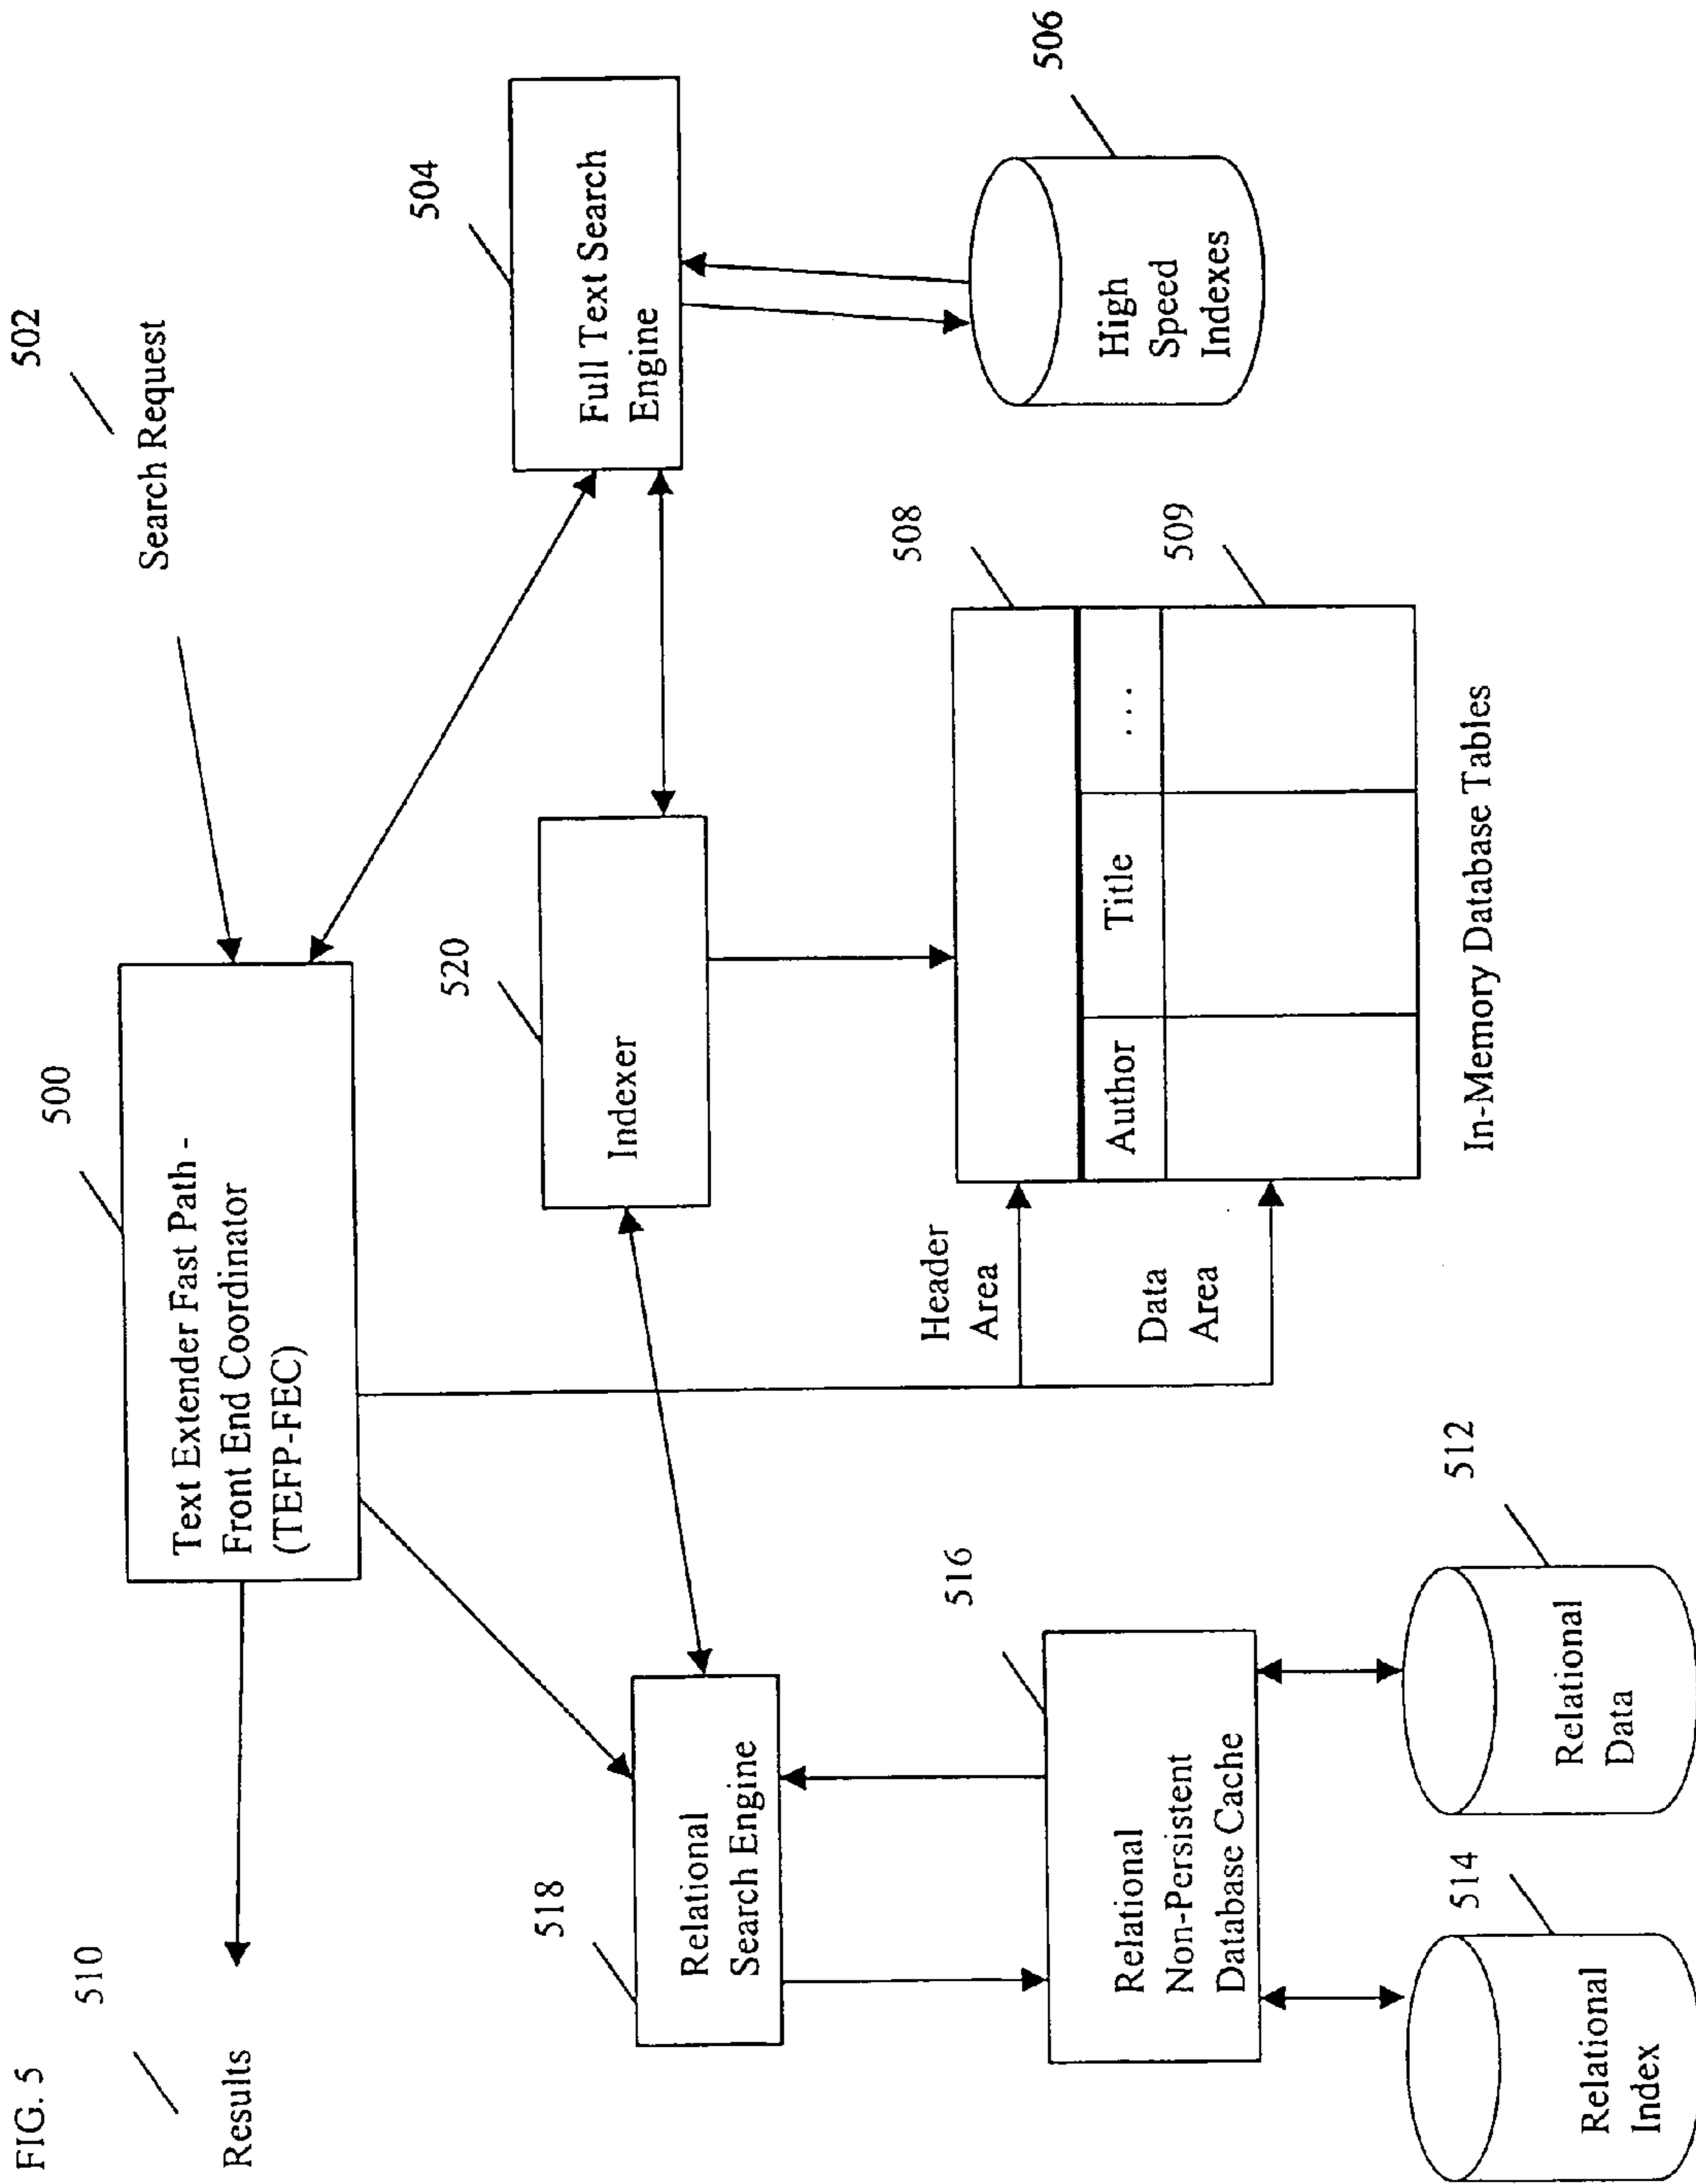 FIG. 5
510
Results
500
Text Extender Fast Path -
Front End Coordinator
(TEFP-FEC)
502
Search Request
504
Full Text Search
Engine
506
High
Speed
Indexes
520
Indexer
518
Relational
Search Engine
516
Relational
Non-Persistent
Database Cache
514
Relational
Index
512
Relational
Data
Header
Area
Data
Area
508
Author
Title
. . .
509
In-Memory Database Tables